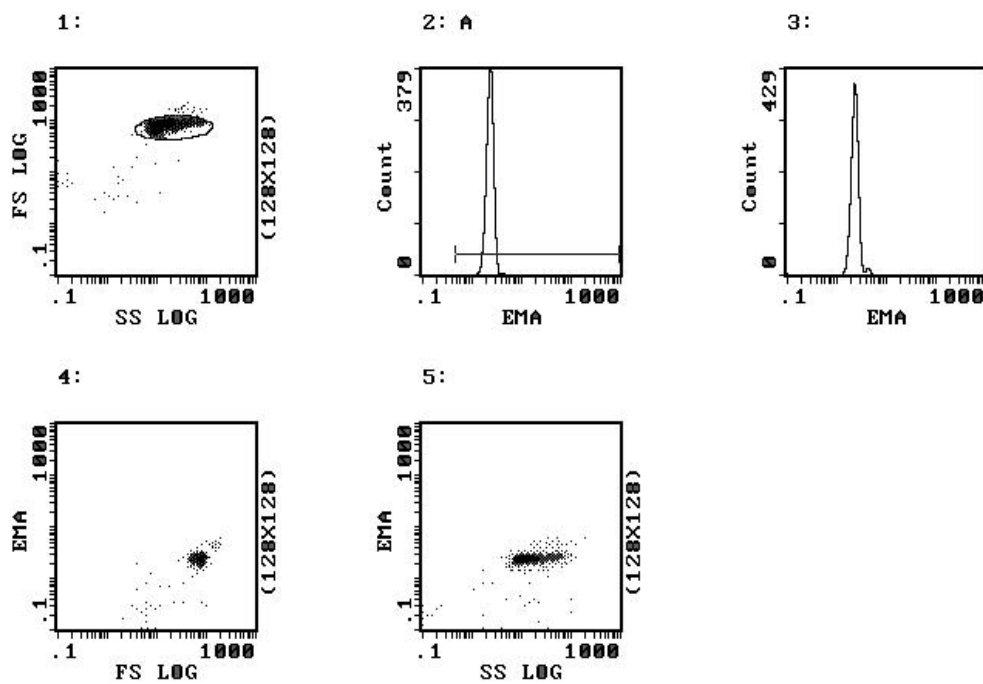 1:
1000
FS LOG
.1
.1 1000
SS LOG
(128X128)
2: A
379
Count
0
.1 1000
EMA
3:
429
Count
0
.1 1000
EMA
4:
1000
EMA
.1
.1 1000
FS LOG
(128X128)
5:
1000
EMA
.1
.1 1000
SS LOG
(128X128)